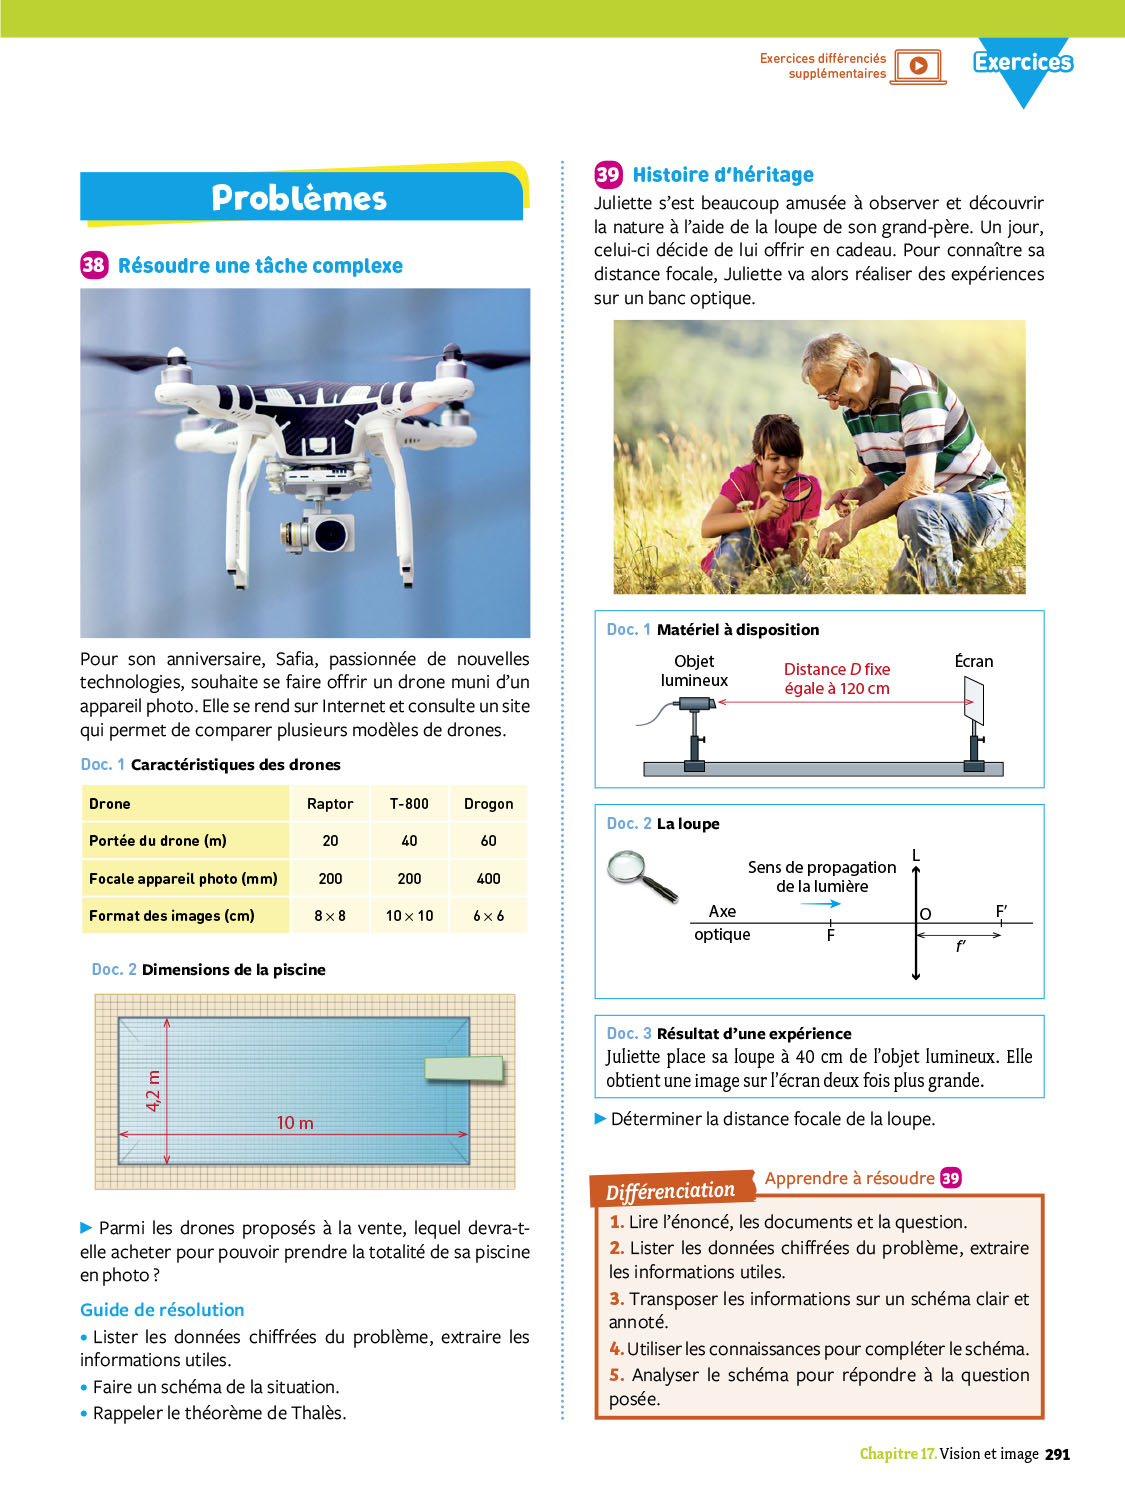 Exercices différenciés
supplémentaires
Exercices
Problèmes
38 Résoudre une tâche complexe
Pour son anniversaire, Safia, passionnée de nouvelles
technologies, souhaite se faire offrir un drone muni d'un
appareil photo. Elle se rend sur Internet et consulte un site
qui permet de comparer plusieurs modèles de drones.
Doc. 1 Caractéristiques des drones
Drone Raptor T-800 Drogon
Portée du drone (m) 20 40 60
Focale appareil photo (mm) 200 200 400
Format des images (cm) 8 × 8 10 × 10 6 × 6
Doc. 2 Dimensions de la piscine
4,2 m
10 m
▶ Parmi les drones proposés à la vente, lequel devra-t-
elle acheter pour pouvoir prendre la totalité de sa piscine
en photo ?
Guide de résolution
• Lister les données chiffrées du problème, extraire les
informations utiles.
• Faire un schéma de la situation.
• Rappeler le théorème de Thalès.
39 Histoire d'héritage
Juliette s'est beaucoup amusée à observer et découvrir
la nature à l'aide de la loupe de son grand-père. Un jour,
celui-ci décide de lui offrir en cadeau. Pour connaître sa
distance focale, Juliette va alors réaliser des expériences
sur un banc optique.
Doc. 1 Matériel à disposition
Objet
lumineux
Distance D fixe
égale à 120 cm
Écran
Doc. 2 La loupe
Sens de propagation
de la lumière
L
Axe
optique
F
O
F'
f'
Doc. 3 Résultat d'une expérience
Juliette place sa loupe à 40 cm de l'objet lumineux. Elle
obtient une image sur l'écran deux fois plus grande.
▶ Déterminer la distance focale de la loupe.
Différenciation
Apprendre à résoudre 39
1. Lire l'énoncé, les documents et la question.
2. Lister les données chiffrées du problème, extraire
les informations utiles.
3. Transposer les informations sur un schéma clair et
annoté.
4. Utiliser les connaissances pour compléter le schéma.
5. Analyser le schéma pour répondre à la question
posée.
Chapitre 17. Vision et image 291